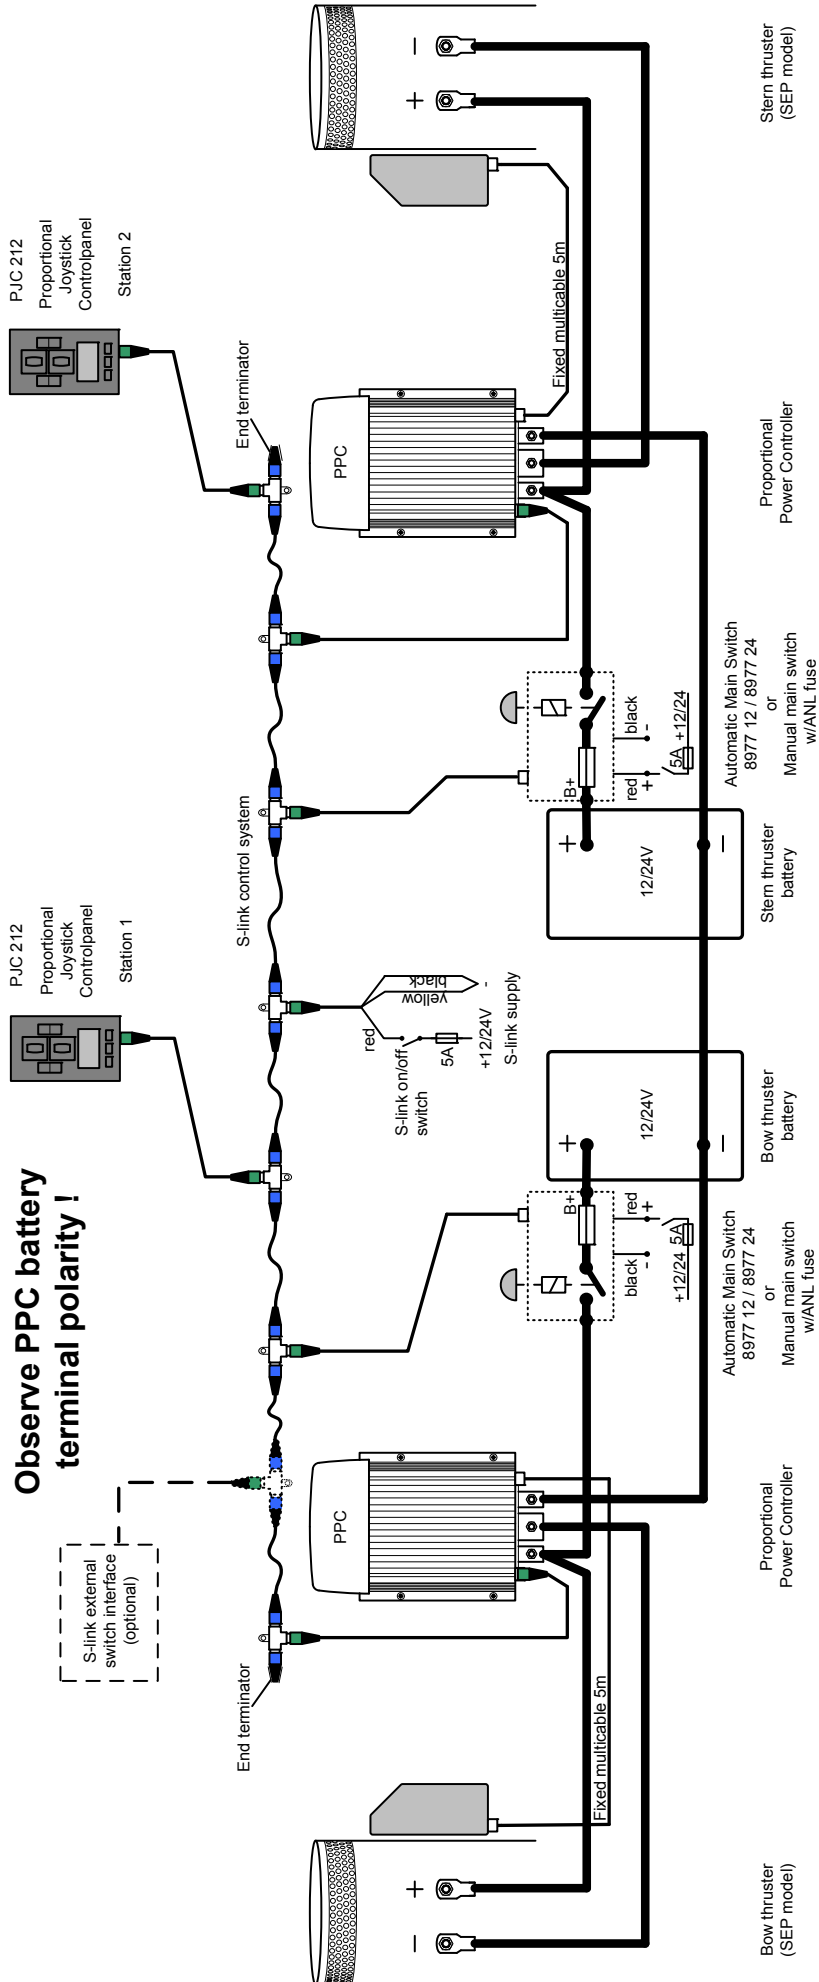 Observe PPC battery
terminal polarity !
S-link external
switch interface
(optional)
PJC 212
Proportional
Joystick
Controlpanel
Station 1
PJC 212
Proportional
Joystick
Controlpanel
Station 2
End terminator
S-link control system
End terminator
PPC
PPC
red
yellow
black
S-link on/off
switch
5A
+12/24V
-
S-link supply
Fixed multicable 5m
Fixed multicable 5m
− +
+ −
B+
black
-
red
+
+12/24
5A
B+
red
+
black
-
5A
+12/24
+
12/24V
−
+
12/24V
−
Bow thruster
(SEP model)
Proportional
Power Controller
Automatic Main Switch
8977 12 / 8977 24
or
Manual main switch
w/ANL fuse
Bow thruster
battery
Stern thruster
battery
Automatic Main Switch
8977 12 / 8977 24
or
Manual main switch
w/ANL fuse
Proportional
Power Controller
Stern thruster
(SEP model)